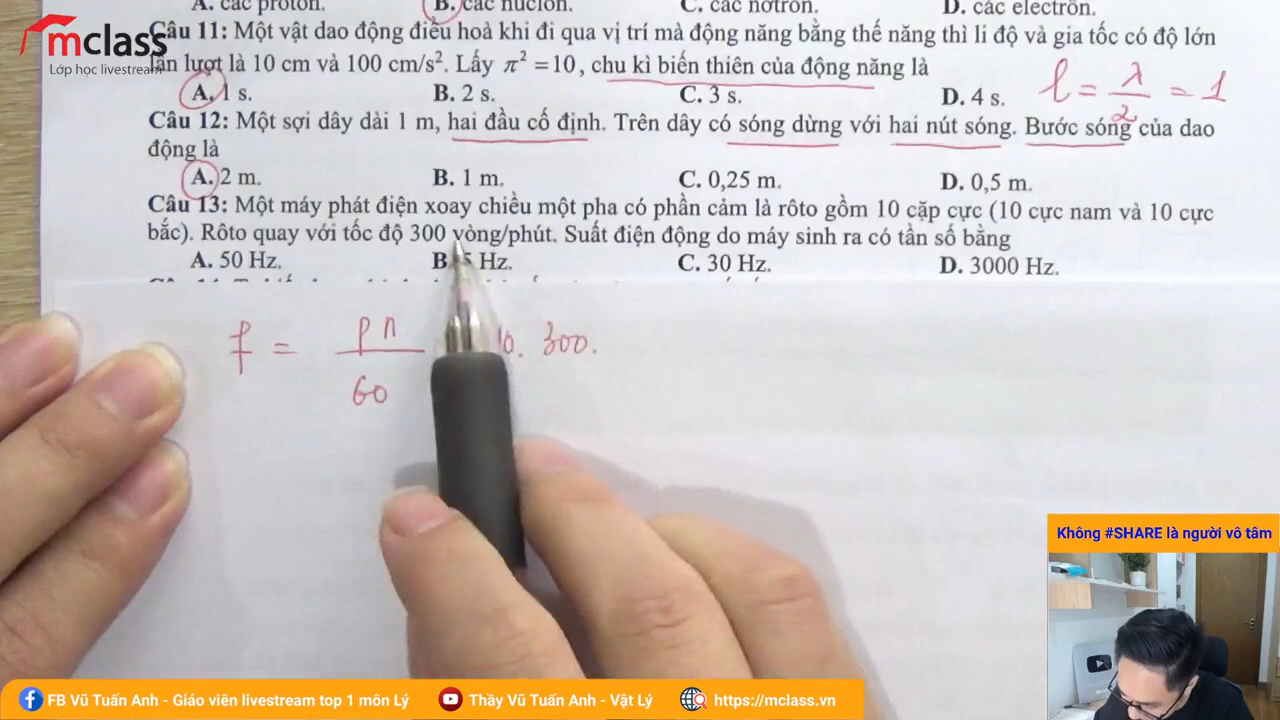 A. các proton.
B. các nuclon.
C. các nơtron.
D. các electron.
mclass
Lớp học livestream
Câu 11: Một vật dao động điều hoà khi đi qua vị trí mà động năng bằng thế năng thì li độ và gia tốc có độ lớn
lần lượt là 10 cm và 100 cm/s². Lấy π² = 10, chu kì biến thiên của động năng là
A. 1 s.
B. 2 s.
C. 3 s.
D. 4 s.
l = λ/2 = 1
Câu 12: Một sợi dây dài 1 m, hai đầu cố định. Trên dây có sóng dừng với hai nút sóng. Bước sóng của dao
động là
A. 2 m.
B. 1 m.
C. 0,25 m.
D. 0,5 m.
Câu 13: Một máy phát điện xoay chiều một pha có phần cảm là rôto gồm 10 cặp cực (10 cực nam và 10 cực
bắc). Rôto quay với tốc độ 300 vòng/phút. Suất điện động do máy sinh ra có tần số bằng
A. 50 Hz.
B. 5 Hz.
C. 30 Hz.
D. 3000 Hz.
f = pn/60
300.
Không #SHARE là người vô tâm
FB Vũ Tuấn Anh - Giáo viên livestream top 1 môn Lý
Thầy Vũ Tuấn Anh - Vật Lý
https://mclass.vn